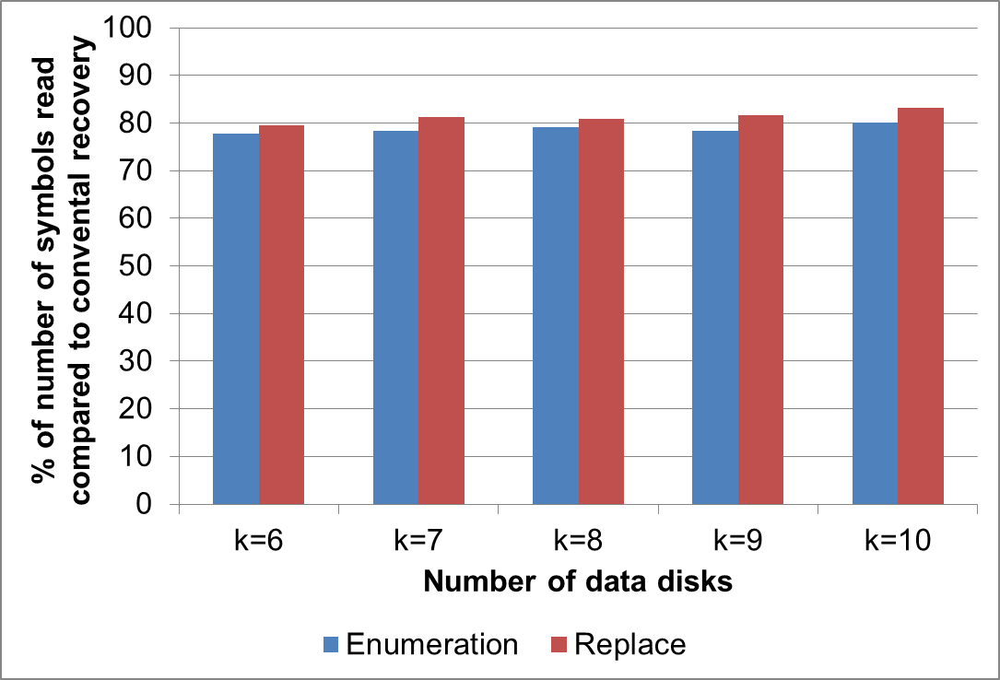 % of number of symbols read
compared to convental recovery
100
90
80
70
60
50
40
30
20
10
0
k=6 k=7 k=8 k=9 k=10
Number of data disks
Enumeration Replace